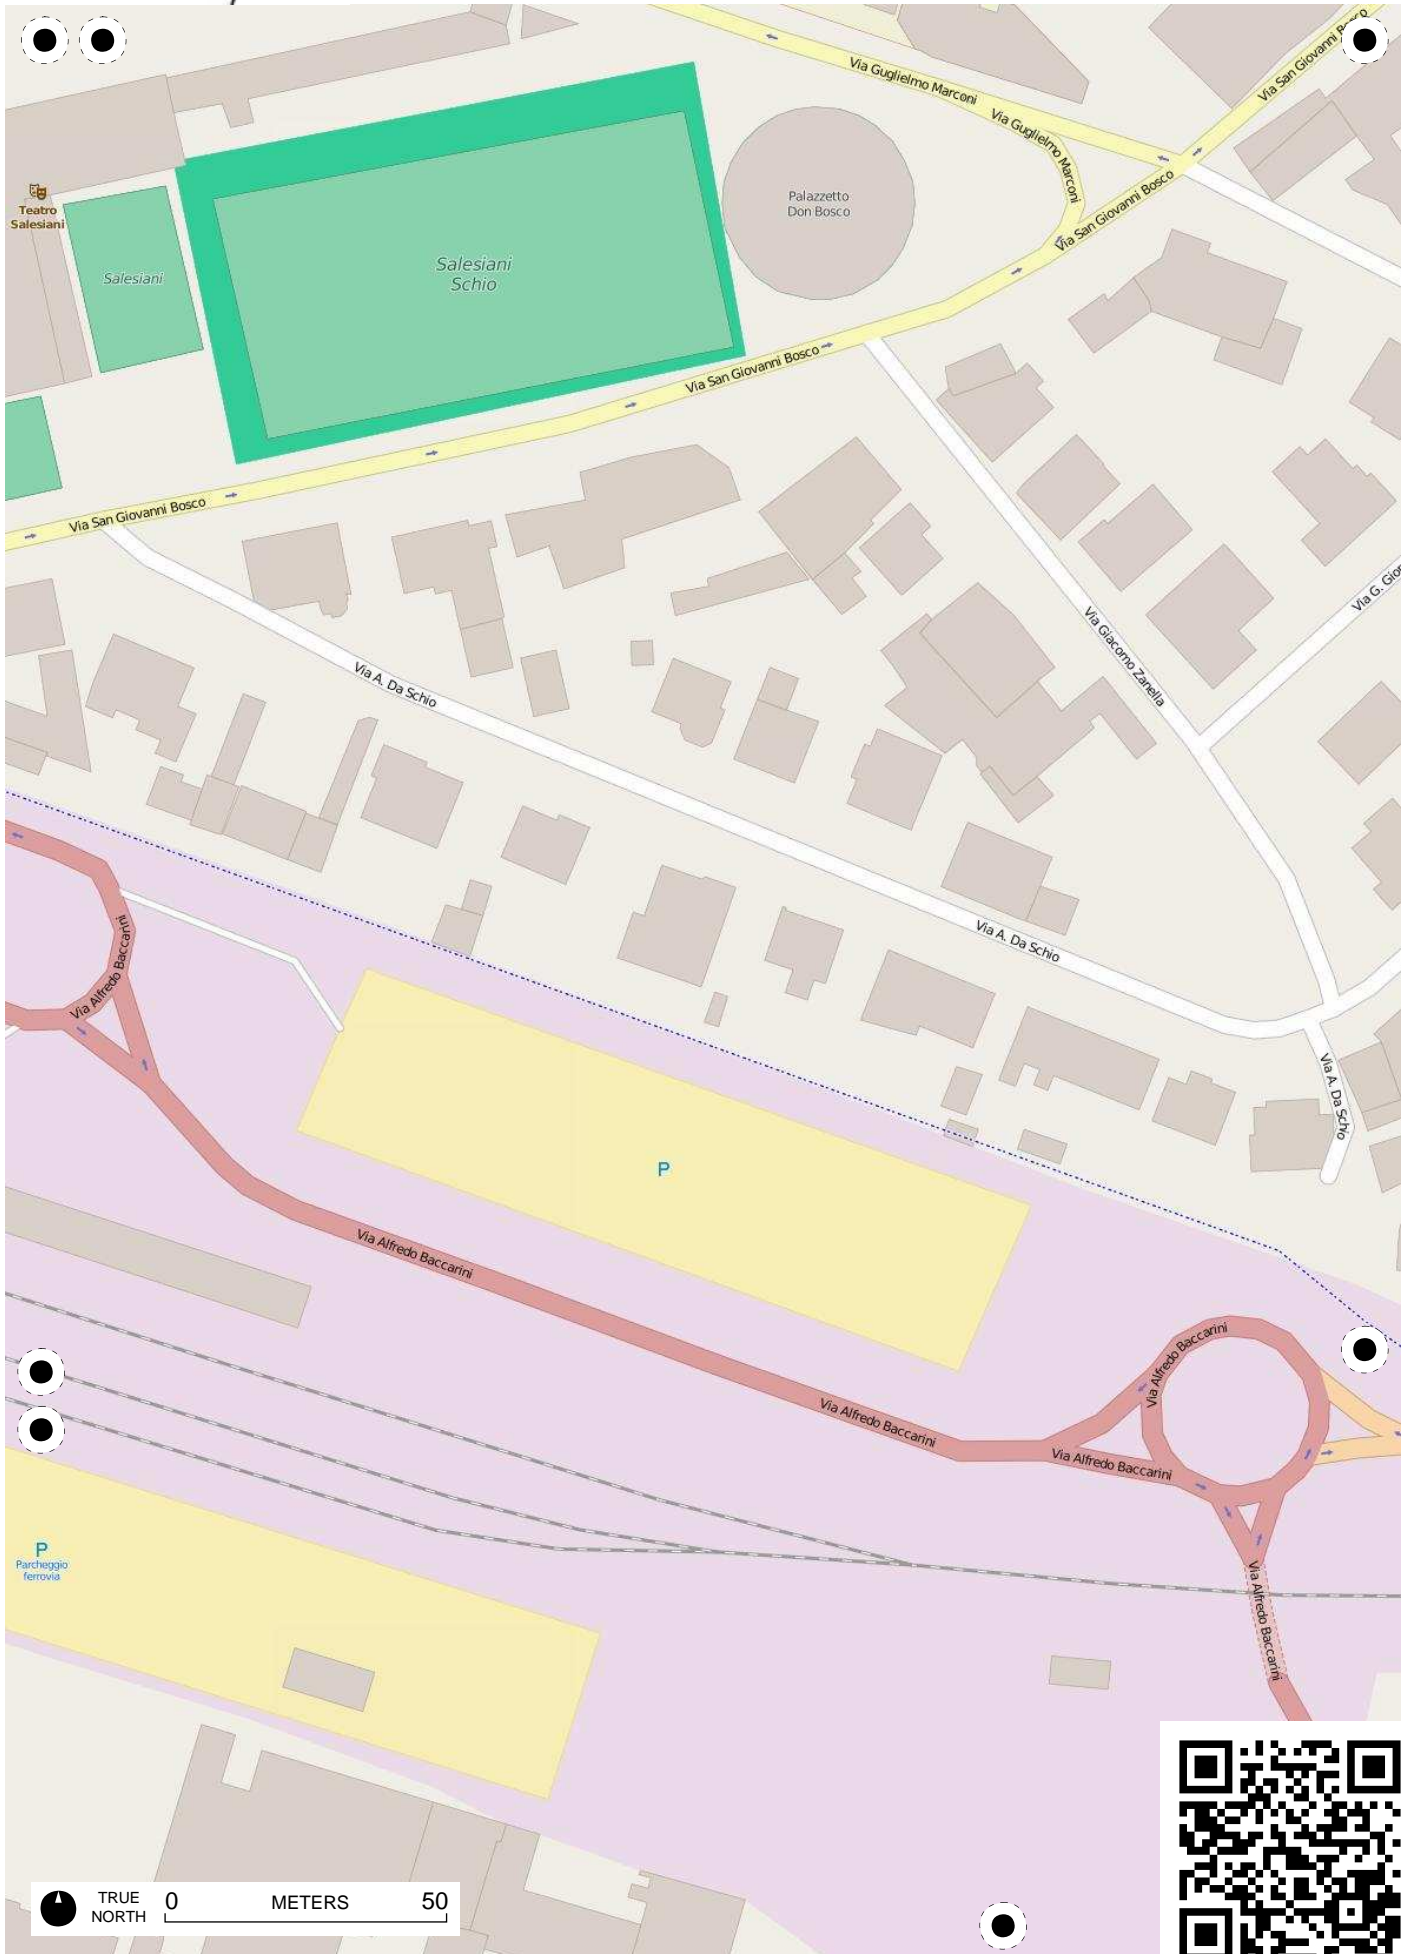 Via San Giovanni Bosco
Via Guglielmo Marconi
Via Guglielmo Marconi
Via San Giovanni Bosco
Teatro
Salesiani
Palazzetto
Don Bosco
Salesiani
Salesiani
Schio
Via San Giovanni Bosco
Via San Giovanni Bosco
Via G. Gior
Via Giacomo Zanella
Via A. Da Schio
Via A. Da Schio
Via Alfredo Baccarini
Via A. Da Schio
P
Via Alfredo Baccarini
Via Alfredo Baccarini
Via Alfredo Baccarini
Via Alfredo Baccarini
P
Parcheggio
ferrovia
Via Alfredo Baccarini
TRUE
NORTH
0 METERS 50